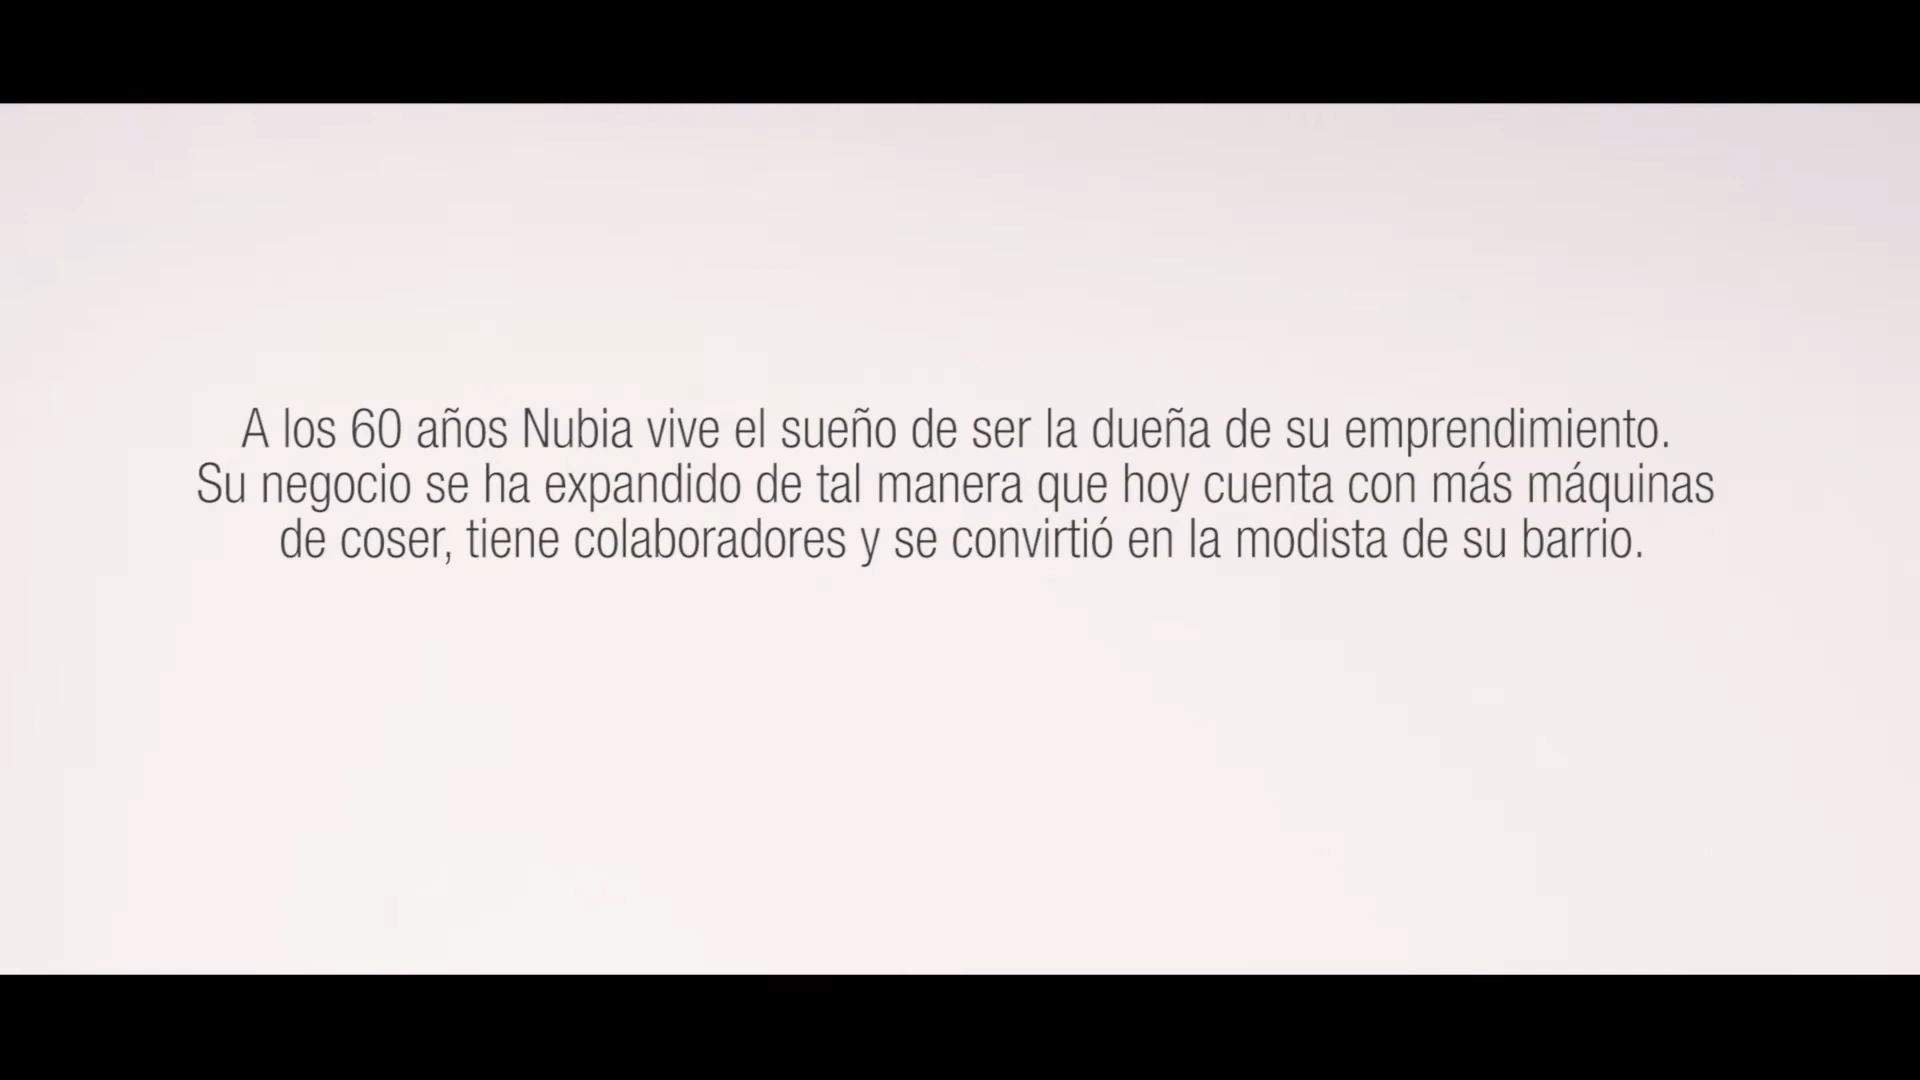 A los 60 años Nubia vive el sueño de ser la dueña de su emprendimiento.
Su negocio se ha expandido de tal manera que hoy cuenta con más máquinas
de coser, tiene colaboradores y se convirtió en la modista de su barrio.